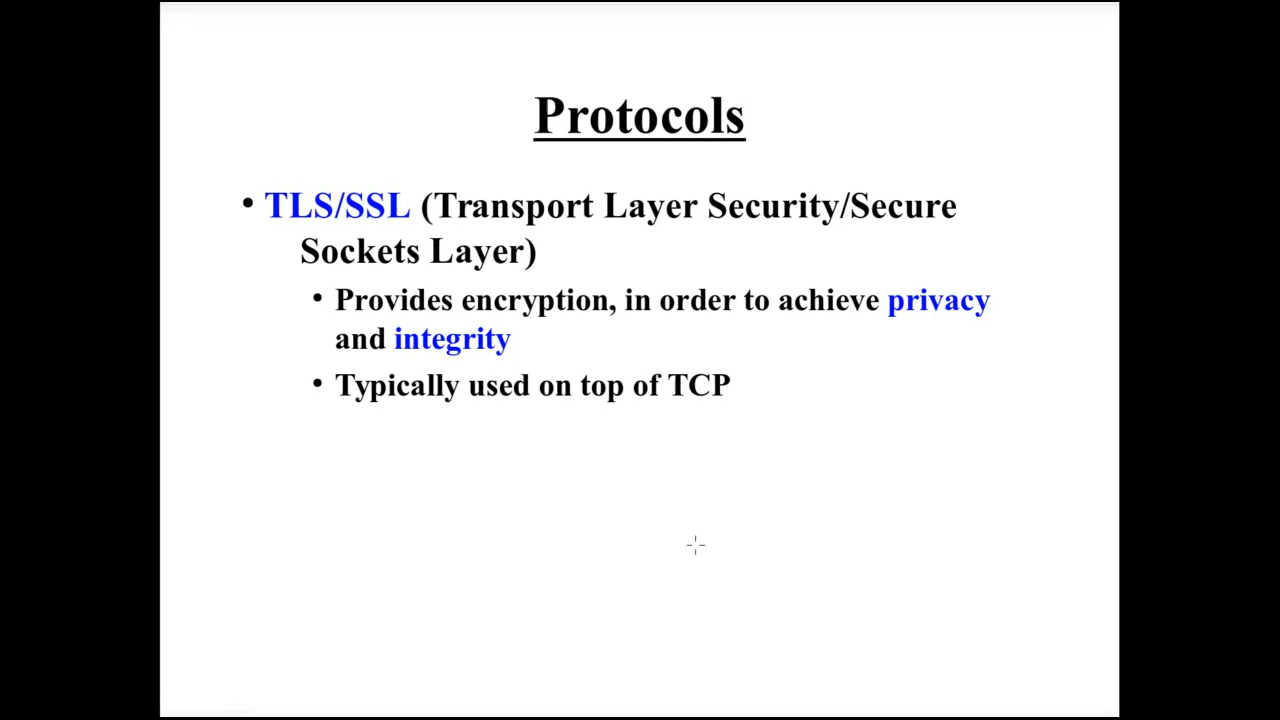 Protocols
• TLS/SSL (Transport Layer Security/Secure
Sockets Layer)
• Provides encryption, in order to achieve privacy
and integrity
• Typically used on top of TCP